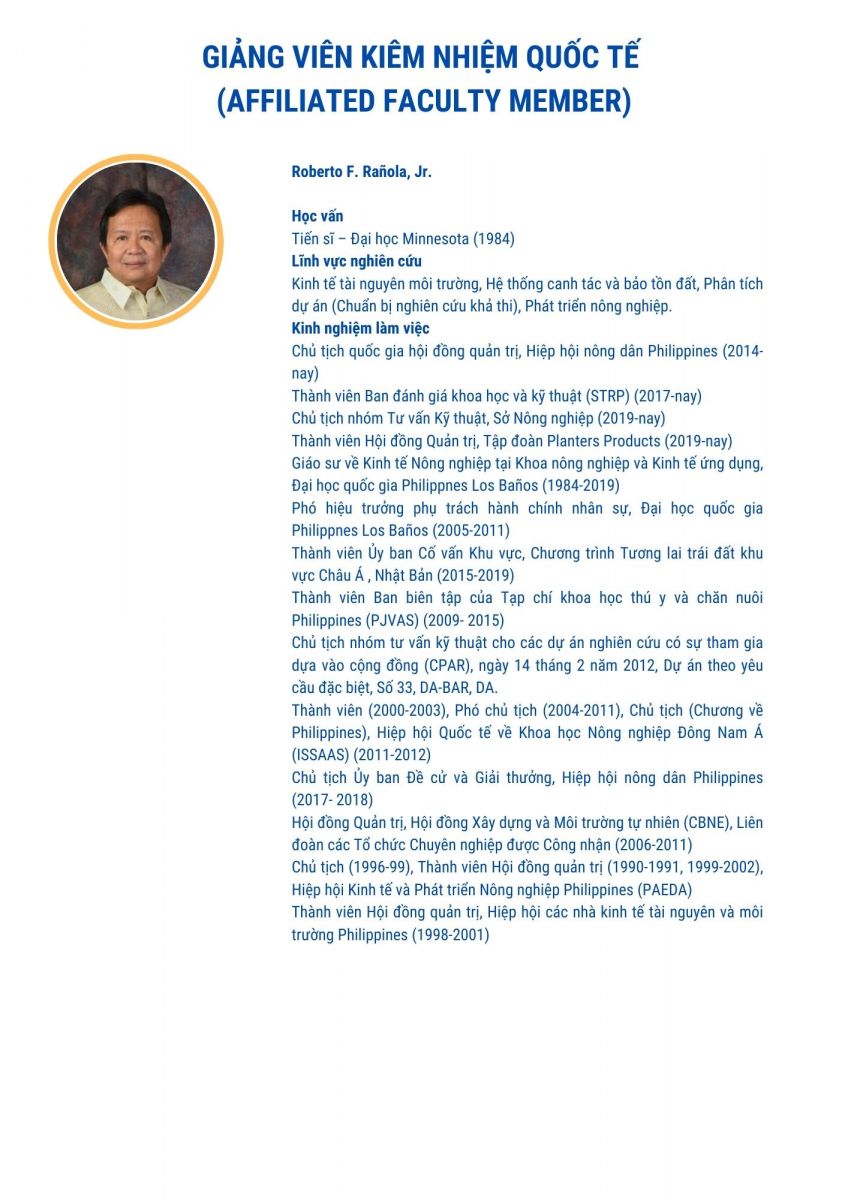 GIẢNG VIÊN KIÊM NHIỆM QUỐC TẾ
(AFFILIATED FACULTY MEMBER)
Roberto F. Rañola, Jr.
Học vấn
Tiến sĩ – Đại học Minnesota (1984)
Lĩnh vực nghiên cứu
Kinh tế tài nguyên môi trường, Hệ thống canh tác và bảo tồn đất, Phân tích
dự án (Chuẩn bị nghiên cứu khả thi), Phát triển nông nghiệp.
Kinh nghiệm làm việc
Chủ tịch quốc gia hội đồng quản trị, Hiệp hội nông dân Philippines (2014-
nay)
Thành viên Ban đánh giá khoa học và kỹ thuật (STRP) (2017-nay)
Chủ tịch nhóm Tư vấn Kỹ thuật, Sở Nông nghiệp (2019-nay)
Thành viên Hội đồng Quản trị, Tập đoàn Planters Products (2019-nay)
Giáo sư về Kinh tế Nông nghiệp tại Khoa nông nghiệp và Kinh tế ứng dụng,
Đại học quốc gia Philippnes Los Baños (1984-2019)
Phó hiệu trưởng phụ trách hành chính nhân sự, Đại học quốc gia
Philippnes Los Baños (2005-2011)
Thành viên Ủy ban Cố vấn Khu vực, Chương trình Tương lai trái đất khu
vực Châu Á , Nhật Bản (2015-2019)
Thành viên Ban biên tập của Tạp chí khoa học thú y và chăn nuôi
Philippines (PJVAS) (2009- 2015)
Chủ tịch nhóm tư vấn kỹ thuật cho các dự án nghiên cứu có sự tham gia
dựa vào cộng đồng (CPAR), ngày 14 tháng 2 năm 2012, Dự án theo yêu
cầu đặc biệt, Số 33, DA-BAR, DA.
Thành viên (2000-2003), Phó chủ tịch (2004-2011), Chủ tịch (Chương về
Philippines), Hiệp hội Quốc tế về Khoa học Nông nghiệp Đông Nam Á
(ISSAAS) (2011-2012)
Chủ tịch Ủy ban Đề cử và Giải thưởng, Hiệp hội nông dân Philippines
(2017- 2018)
Hội đồng Quản trị, Hội đồng Xây dựng và Môi trường tự nhiên (CBNE), Liên
đoàn các Tổ chức Chuyên nghiệp được Công nhận (2006-2011)
Chủ tịch (1996-99), Thành viên Hội đồng quản trị (1990-1991, 1999-2002),
Hiệp hội Kinh tế và Phát triển Nông nghiệp Philippines (PAEDA)
Thành viên Hội đồng quản trị, Hiệp hội các nhà kinh tế tài nguyên và môi
trường Philippines (1998-2001)